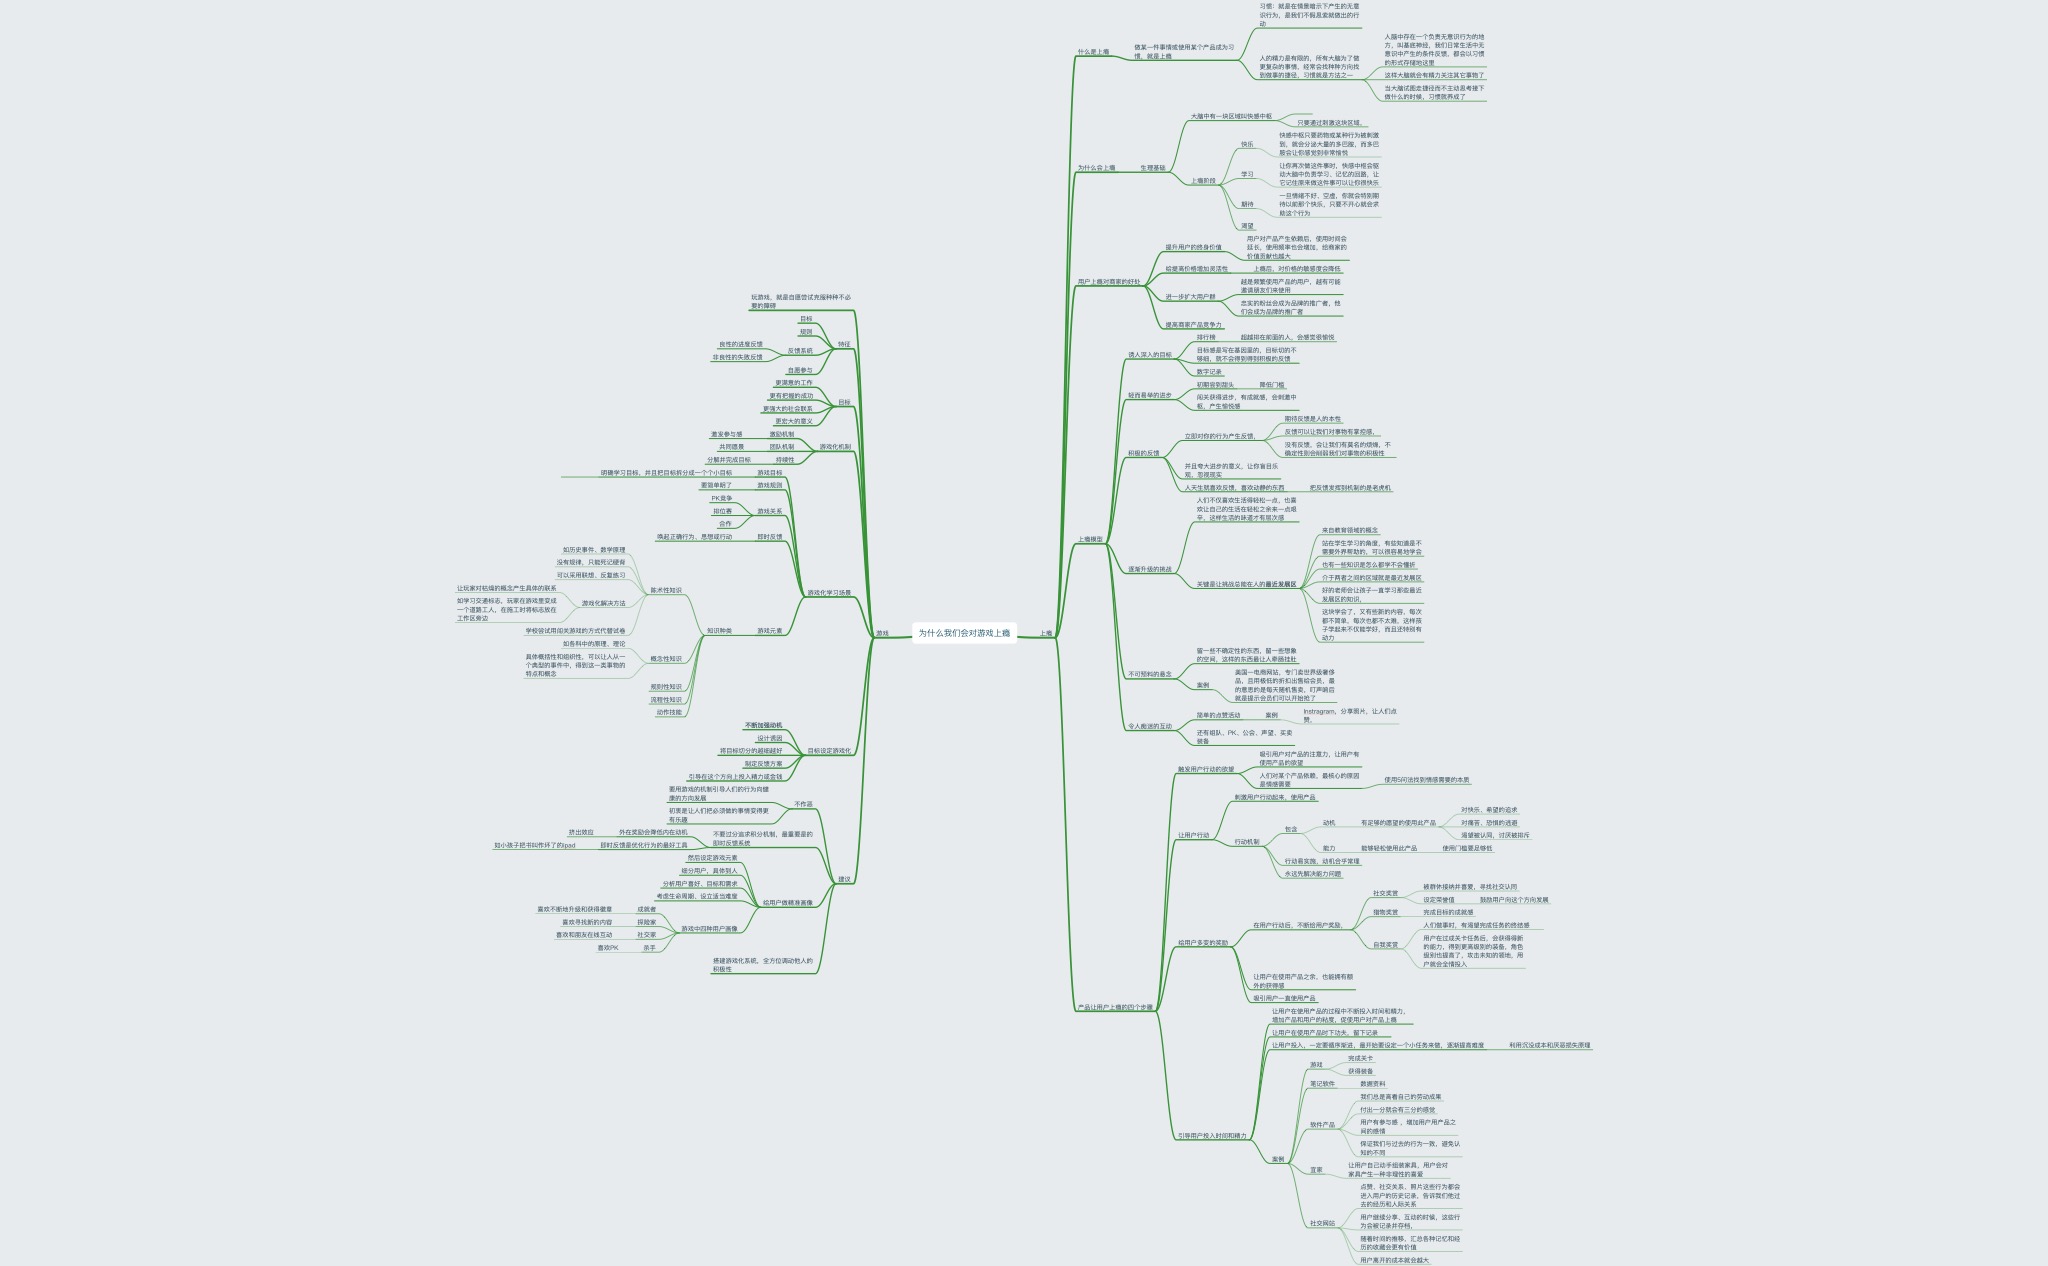 为什么我们会对游戏上瘾
上瘾
什么是上瘾
做某一件事情或使用某个产品成为习
惯，就是上瘾
习惯：就是在情景暗示下产生的无意
识行为，是我们不假思索就做出的行
动
人的精力是有限的，所有大脑为了做
更复杂的事情，经常会找种种方向找
到做事的捷径，习惯就是方法之一
人脑中存在一个负责无意识行为的地
方，叫基底神经，我们日常生活中无
意识中产生的条件反馈，都会以习惯
的形式存储地这里
这样大脑就会有精力关注其它事物了
当大脑试图走捷径而不主动思考接下
做什么的时候，习惯就养成了
为什么会上瘾
生理基础
大脑中有一块区域叫快感中枢
只要通过刺激这块区域，
上瘾阶段
快乐
快感中枢只要药物或某种行为被刺激
到，就会分泌大量的多巴胺，而多巴
胺会让你感觉到非常愉悦
学习
让你再次做这件事时，快感中枢会驱
动大脑中负责学习、记忆的回路，让
它记住原来做这件事可以让你很快乐
期待
一旦情绪不好、空虚，你就会特别期
待以前那个快乐，只要不开心就会求
助这个行为
渴望
用户上瘾对商家的好处
提升用户的终身价值
用户对产品产生依赖后，使用时间会
延长，使用频率也会增加，给商家的
价值贡献也越大
给提高价格增加灵活性
上瘾后，对价格的敏感度会降低
进一步扩大用户群
越是频繁使用产品的用户，越有可能
邀请朋友们来使用
忠实的粉丝会成为品牌的推广者，他
们会成为品牌的推广者
提高商家产品竞争力
上瘾模型
诱人深入的目标
排行榜
超越排在前面的人，会感觉很愉悦
目标感是写在基因里的，目标切的不
够细，就不会得到得到积极的反馈
数字记录
轻而易举的进步
初期尝到甜头
降低门槛
闯关获得进步，有成就感，会刺激中
枢，产生愉悦感
积极的反馈
立即对你的行为产生反馈，
期待反馈是人的本性
反馈可以让我们对事物有掌控感，
没有反馈，会让我们有莫名的烦燥，不
确定性则会削弱我们对事物的积极性
并且夸大进步的意义，让你盲目乐
观，忽视现实
人天生就喜欢反馈，喜欢动静的东西
把反馈发挥到机制的是老虎机
逐渐升级的挑战
人们不仅喜欢生活得轻松一点，也喜
欢让自己的生活在轻松之余来一点艰
辛，这样生活的味道才有层次感
关键是让挑战总能在人的最近发展区
来自教育领域的概念
站在学生学习的角度，有些知道是不
需要外界帮助的，可以很容易地学会
也有一些知识是怎么都学不会懂折
介于两者之间的区域就是最近发展区
好的老师会让孩子一直学习那些最近
发展区的知识，
这块学会了，又有些新的内容，每次
都不简单，每次也都不太难，这样孩
子学起来不仅能学好，而且还特别有
动力
不可预料的悬念
留一些不确定性的东西，留一些想象
的空间，这样的东西最让人牵肠挂肚
案例
美国一电商网站，专门卖世界级奢侈
品，且用极低的折扣出售给会员，最
的意思的是每天随机售卖，叮声响后
就是提示会员们可以开始抢了
令人痴迷的互动
简单的点赞活动
案例
Instragram，分享照片，让人们点
赞，
还有组队、PK、公会、声望、买卖
装备
产品让用户上瘾的四个步骤
触发用户行动的欲望
吸引用户对产品的注意力，让用户有
使用产品的欲望
人们对某个产品依赖，最核心的原因
是情感需要
使用5问法找到情感需要的本质
让用户行动
刺激用户行动起来，使用产品
行动机制
包含
动机
有足够的愿望的使用此产品
对快乐、希望的追求
对痛苦、恐惧的逃避
渴望被认同，讨厌被排斥
能力
能够轻松使用此产品
使用门槛要足够低
行动易实施、动机合乎常理
永远先解决能力问题
给用户多变的奖励
在用户行动后，不断给用户奖励，
社交奖赏
被群体接纳并喜爱，寻找社交认同
设定荣誉值
鼓励用户向这个方向发展
猎物奖赏
完成目标的成就感
自我奖赏
人们做事时，有渴望完成任务的终结感
用户在过成关卡任务后，会获得得新
的能力，得到更高级别的装备，角色
级别也提高了，攻击未知的领地，用
户就会全情投入
让用户在使用产品之余，也能拥有额
外的获得感
吸引用户一直使用产品
引导用户投入时间和精力
让用户在使用产品的过程中不断投入时间和精力，
增加产品和用户的粘度，促使用户对产品上瘾
让用户在使用产品时下功夫，留下记录
让用户投入，一定要循序渐进，最开始要设定一个小任务来做，逐渐提高难度
利用沉没成本和厌恶损失原理
案例
游戏
完成关卡
获得装备
笔记软件
数据资料
软件产品
我们总是高看自己的劳动成果
付出一分就会有三分的感觉
用户有参与感，增加用户用产品之
间的感情
保证我们与过去的行为一致，避免认
知的不同
宜家
让用户自己动手组装家具，用户会对
家具产生一种非理性的喜爱
社交网站
点赞、社交关系、照片这些行为都会
进入用户的历史记录，告诉我们他过
去的经历和人际关系
用户继续分享、互动的时候，这些行
为会被记录并存档，
随着时间的推移，汇总各种记忆和经
历的收藏会更有价值
用户离开的成本就会越大
游戏
玩游戏，就是自愿尝试克服种种不必
要的障碍
特征
目标
规则
反馈系统
良性的进度反馈
非良性的失败反馈
自愿参与
目标
更满意的工作
更有把握的成功
更强大的社会联系
更宏大的意义
游戏化机制
激励机制
激发参与感
团队机制
共同愿景
持续性
分解并完成目标
游戏化学习场景
游戏目标
明确学习目标，并且把目标拆分成一个个小目标
游戏规则
要简单明了
游戏关系
PK竞争
排位赛
合作
即时反馈
唤起正确行为、思想或行动
游戏元素
知识种类
陈术性知识
如历史事件、数学原理
没有规律，只能死记硬背
可以采用联想、反复练习
游戏化解决方法
让玩家对枯燥的概念产生具体的联系
如学习交通标志，玩家在游戏里变成
一个道路工人，在施工时将标志放在
工作区旁边
学校尝试用闯关游戏的方式代替试卷
概念性知识
如各科中的原理、理论
具体概括性和组织性，可以让人从一
个典型的事件中，得到这一类事物的
特点和概念
规则性知识
流程性知识
动作技能
目标设定游戏化
不断加强动机
设计诱因
将目标切分的越细越好
制定反馈方案
引导在这个方向上投入精力或金钱
建议
不作恶
要用游戏的机制引导人们的行为向健
康的方向发展
初衷是让人们把必须做的事情变得更
有乐趣
不要过分追求积分机制，最重要是的
即时反馈系统
外在奖励会降低内在动机
挤出效应
即时反馈是优化行为的最好工具
如小孩子把书叫作坏了的Ipad
给用户做精准画像
然后设定游戏元素
细分用户，具体到人
分析用户喜好、目标和需求
考虑生命周期、设立适当难度
游戏中四种用户画像
成就者
喜欢不断地升级和获得徽章
探险家
喜欢寻找新的内容
社交家
喜欢和朋友在线互动
杀手
喜欢PK
搭建游戏化系统，全方位调动他人的
积极性